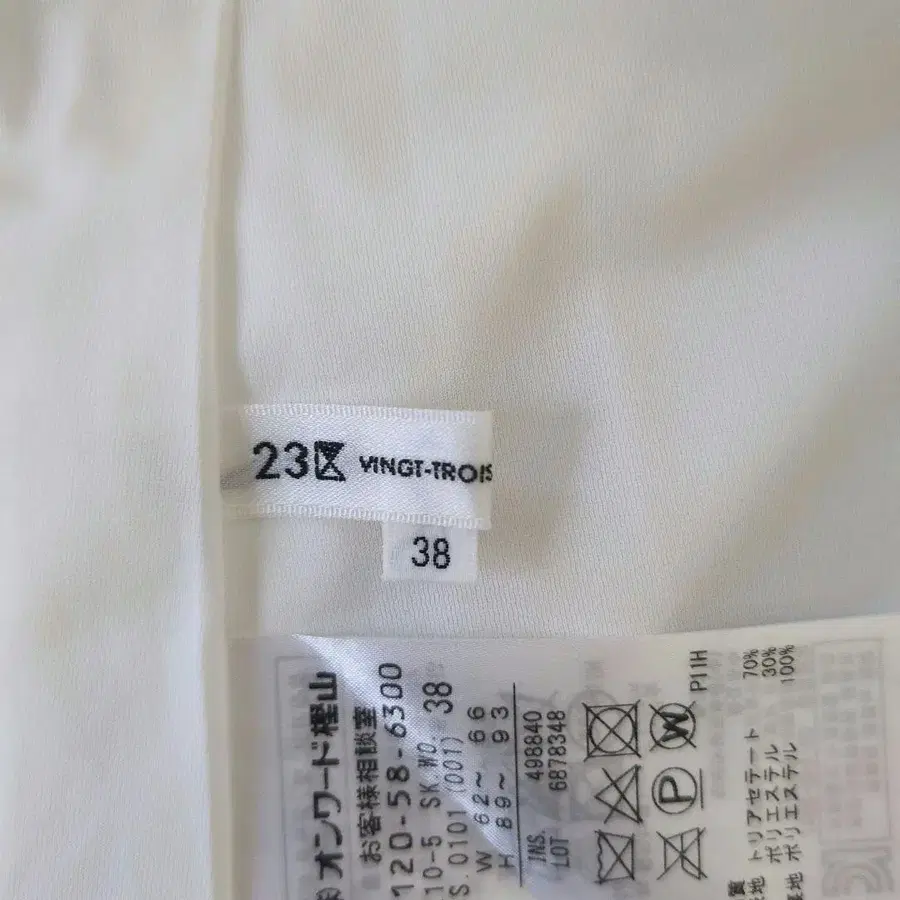 23区 VINGT-TROIS
38
㈱オンワード樫山
お客様相談室
120-58-6300
10-5 SK.WO. 38
S.0101 (001)
W 62~ 66
H 89~ 93
INS. 498840
LOT 6878348
W
P
P11H
トリアセテート 70%
ポリエステル 30%
ポリエステル 100%